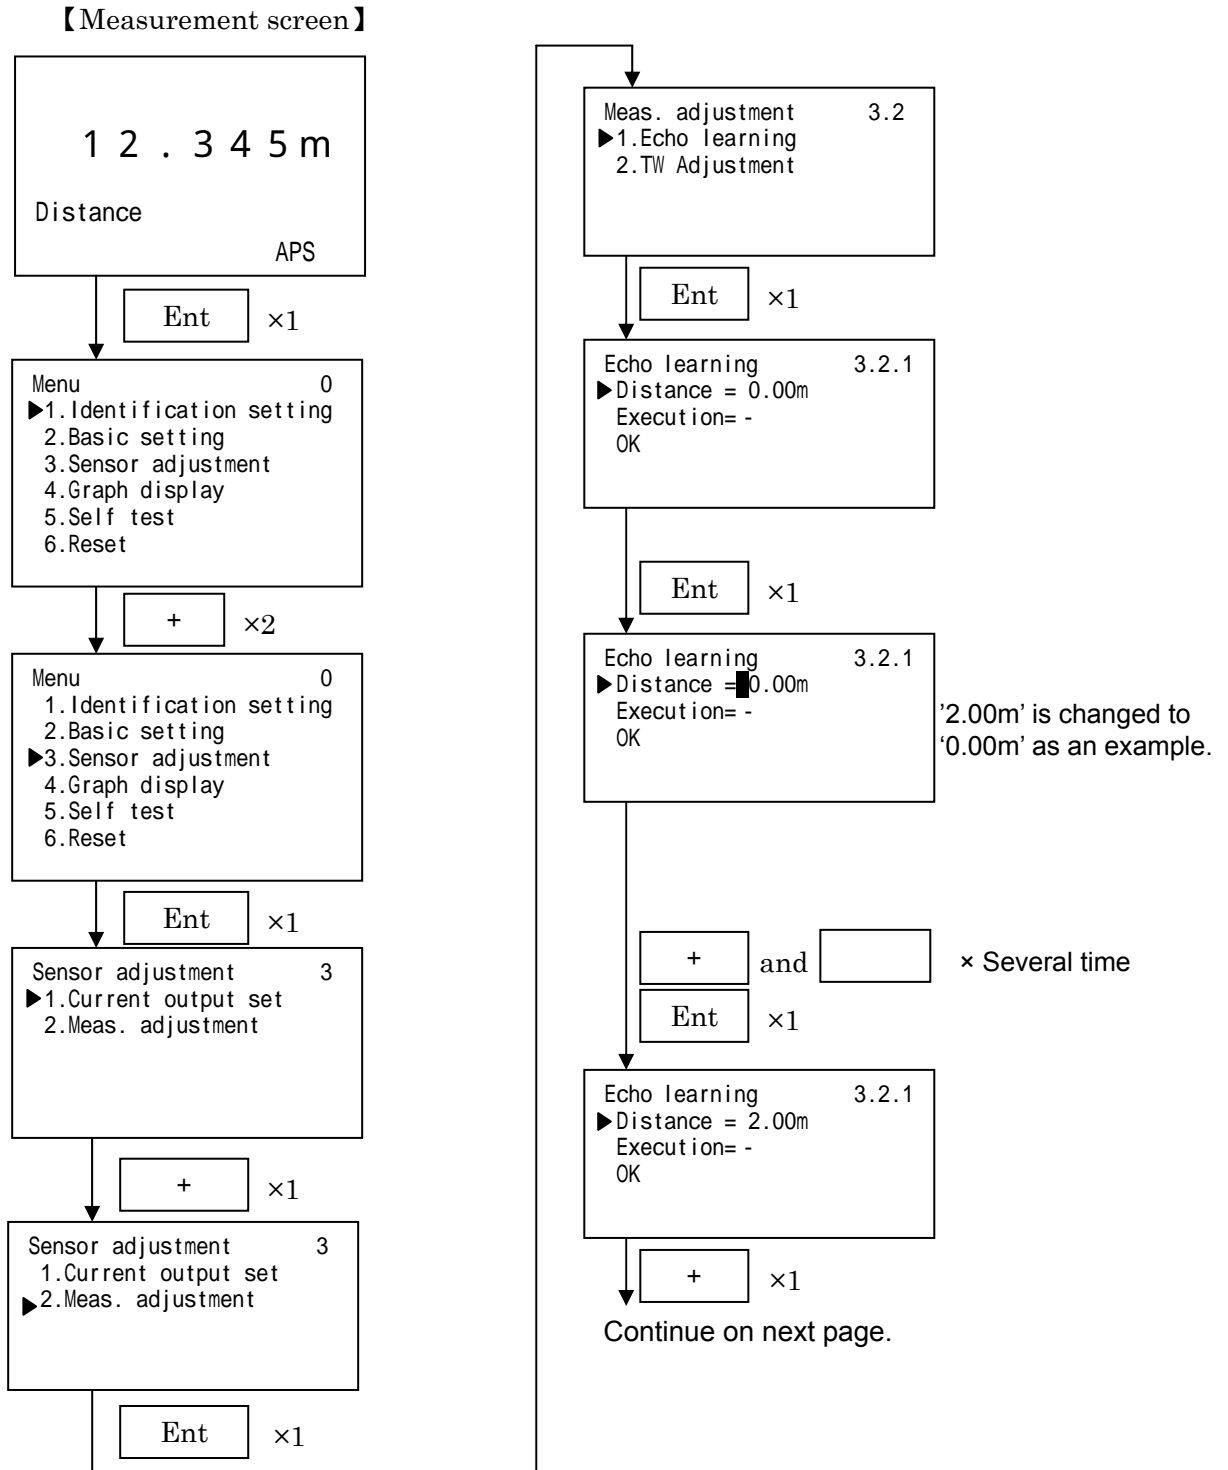 【Measurement screen】
12.345m
Distance
APS
Ent ×1
Menu 0
▶1.Identification setting
2.Basic setting
3.Sensor adjustment
4.Graph display
5.Self test
6.Reset
+ ×2
Menu 0
1.Identification setting
2.Basic setting
▶3.Sensor adjustment
4.Graph display
5.Self test
6.Reset
Ent ×1
Sensor adjustment 3
▶1.Current output set
2.Meas. adjustment
+ ×1
Sensor adjustment 3
1.Current output set
▶2.Meas. adjustment
Ent ×1
Meas. adjustment 3.2
▶1.Echo learning
2.TW Adjustment
Ent ×1
Echo learning 3.2.1
▶Distance = 0.00m
Execution= -
OK
Ent ×1
Echo learning 3.2.1
▶Distance = 0.00m
Execution= -
OK
’2.00m’ is changed to
‘0.00m’ as an example.
+ and × Several time
Ent ×1
Echo learning 3.2.1
▶Distance = 2.00m
Execution= -
OK
+ ×1
Continue on next page.